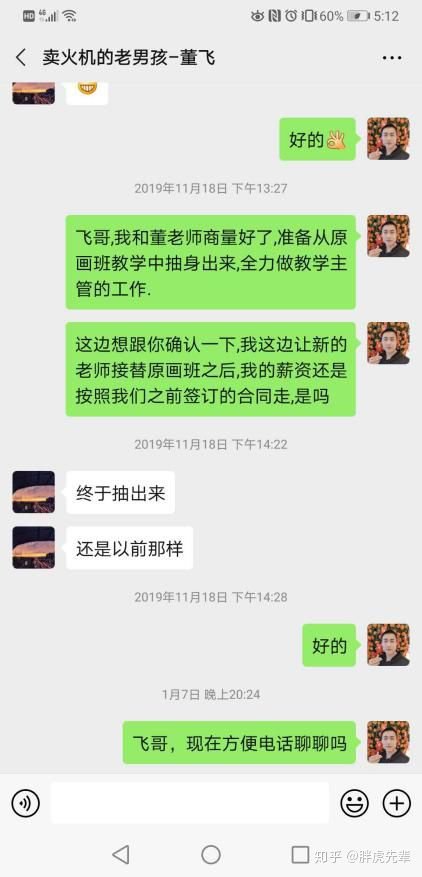 HD 4G 60% 5:12
卖火机的老男孩-董飞
好的
2019年11月18日 下午13:27
飞哥,我和董老师商量好了,准备从原
画班教学中抽身出来,全力做教学主
管的工作.
这边想跟你确认一下,我这边让新的
老师接替原画班之后,我的薪资还是
按照我们之前签订的合同走,是吗
2019年11月18日 下午14:22
终于抽出来
还是以前那样
2019年11月18日 下午14:28
好的
1月7日 晚上20:24
飞哥，现在方便电话聊聊吗
知乎 @胖虎先辈